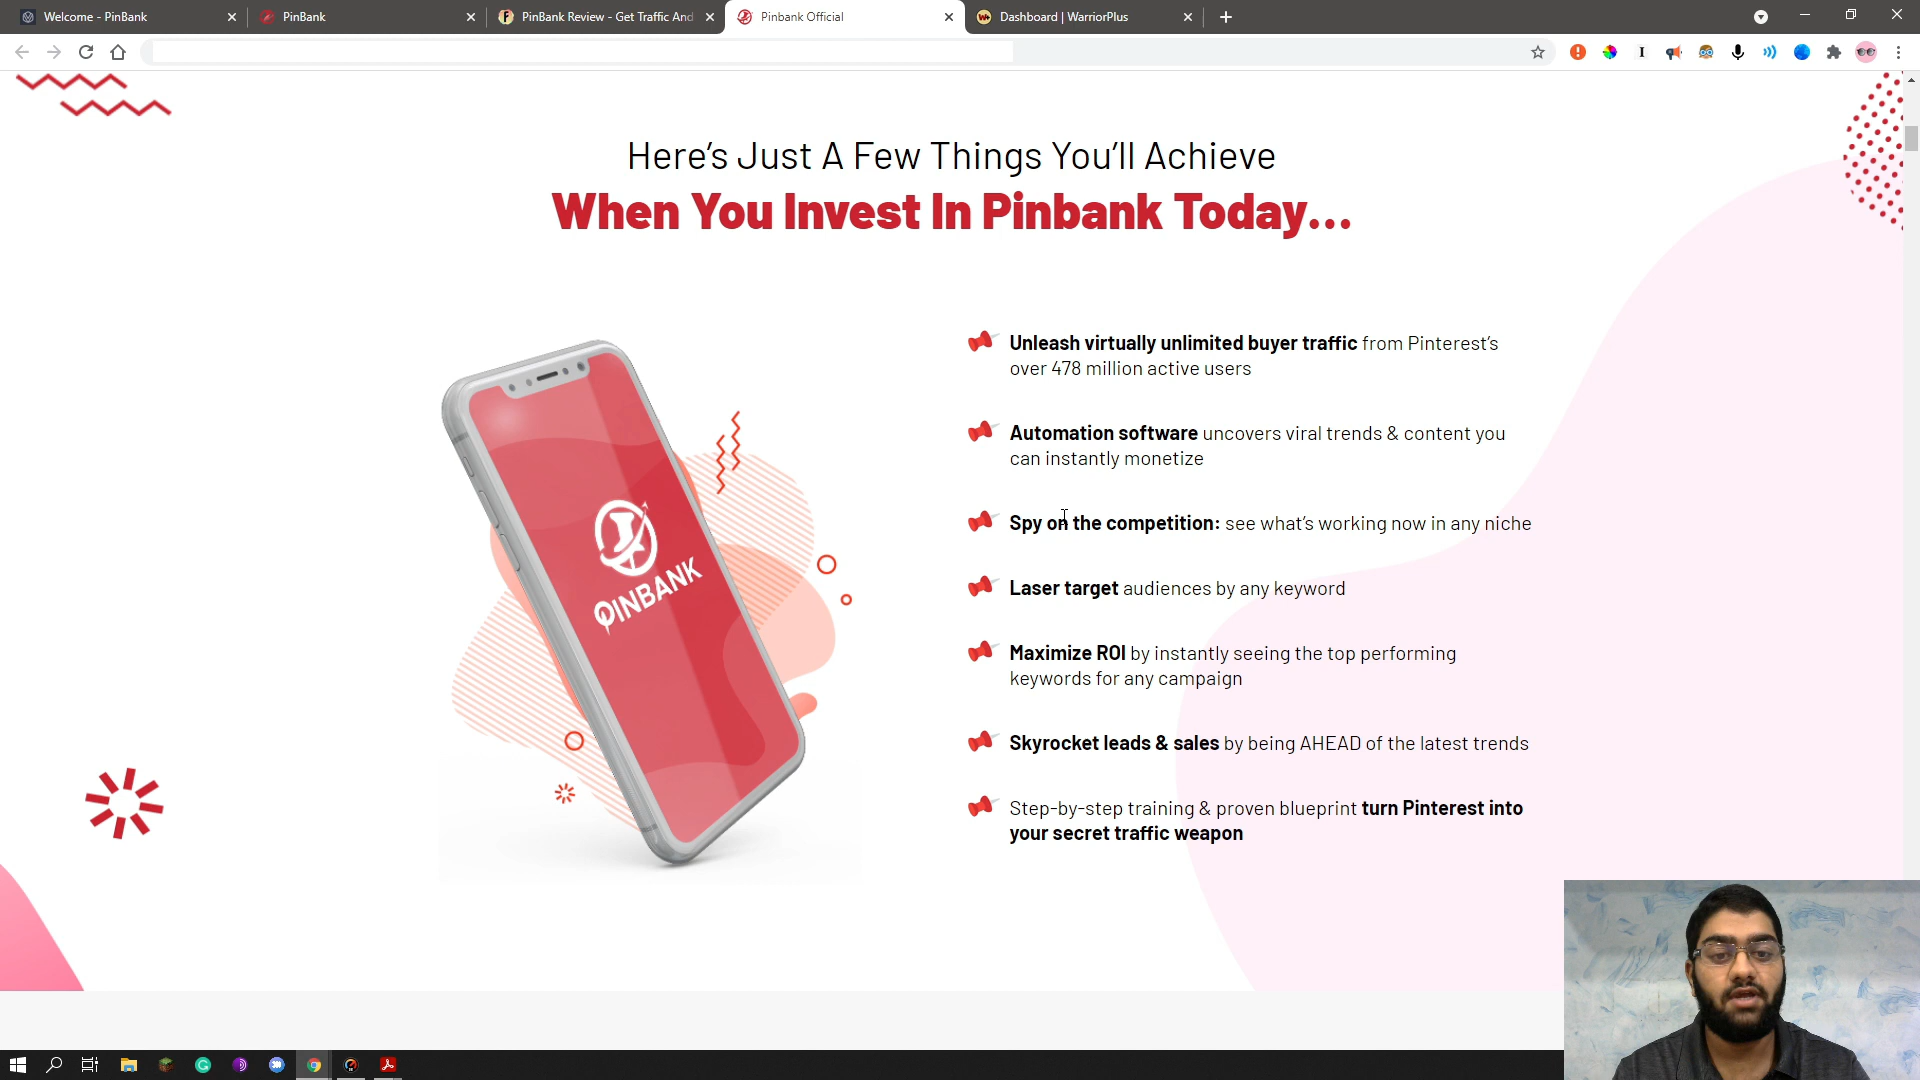 Welcome - PinBank
PinBank
PinBank Review - Get Traffic And
Pinbank Official
Dashboard | WarriorPlus
Here's Just A Few Things You'll Achieve
When You Invest In Pinbank Today...
Unleash virtually unlimited buyer traffic from Pinterest's
over 478 million active users
Automation software uncovers viral trends & content you
can instantly monetize
Spy on the competition: see what's working now in any niche
Laser target audiences by any keyword
Maximize ROI by instantly seeing the top performing
keywords for any campaign
Skyrocket leads & sales by being AHEAD of the latest trends
Step-by-step training & proven blueprint turn Pinterest into
your secret traffic weapon
PINBANK